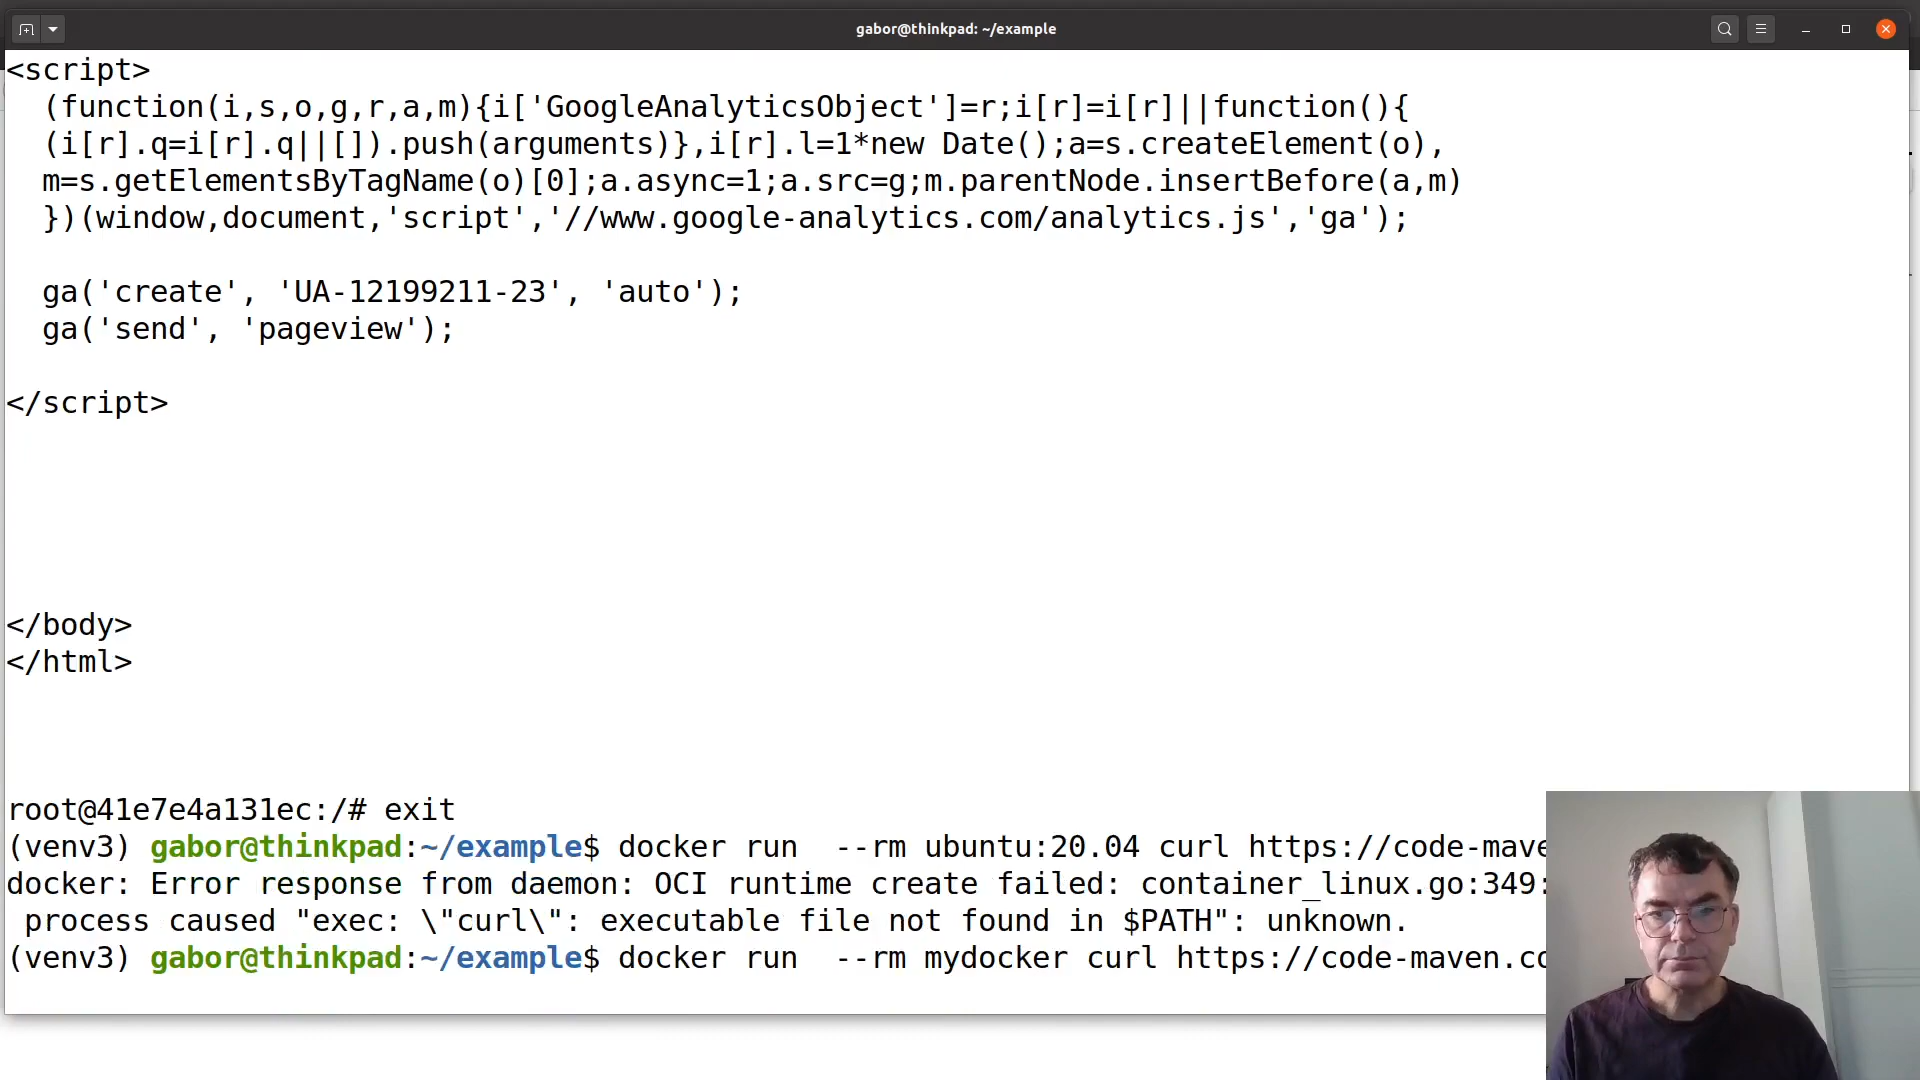 gabor@thinkpad: ~/example
<script>
  (function(i,s,o,g,r,a,m){i['GoogleAnalyticsObject']=r;i[r]=i[r]||function(){
  (i[r].q=i[r].q||[]).push(arguments)},i[r].l=1*new Date();a=s.createElement(o),
  m=s.getElementsByTagName(o)[0];a.async=1;a.src=g;m.parentNode.insertBefore(a,m)
  })(window,document,'script','//www.google-analytics.com/analytics.js','ga');
  ga('create', 'UA-12199211-23', 'auto');
  ga('send', 'pageview');
</script>
</body>
</html>
root@41e7e4a131ec:/# exit
(venv3) gabor@thinkpad:~/example$ docker run  --rm ubuntu:20.04 curl https://code-mave
docker: Error response from daemon: OCI runtime create failed: container_linux.go:349:
 process caused "exec: \"curl\": executable file not found in $PATH": unknown.
(venv3) gabor@thinkpad:~/example$ docker run  --rm mydocker curl https://code-maven.co